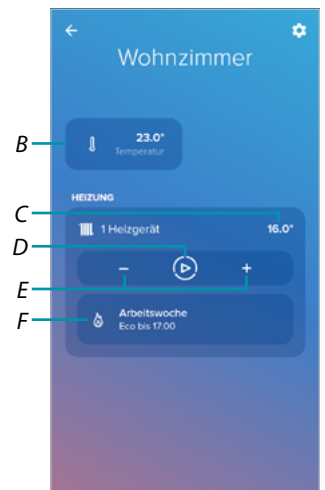 Wohnzimmer
B
23.0°
Temperatur
HEIZUNG
C
1 Heizgerät 16.0°
D
− +
E
F
Arbeitswoche
Eco bis 17:00